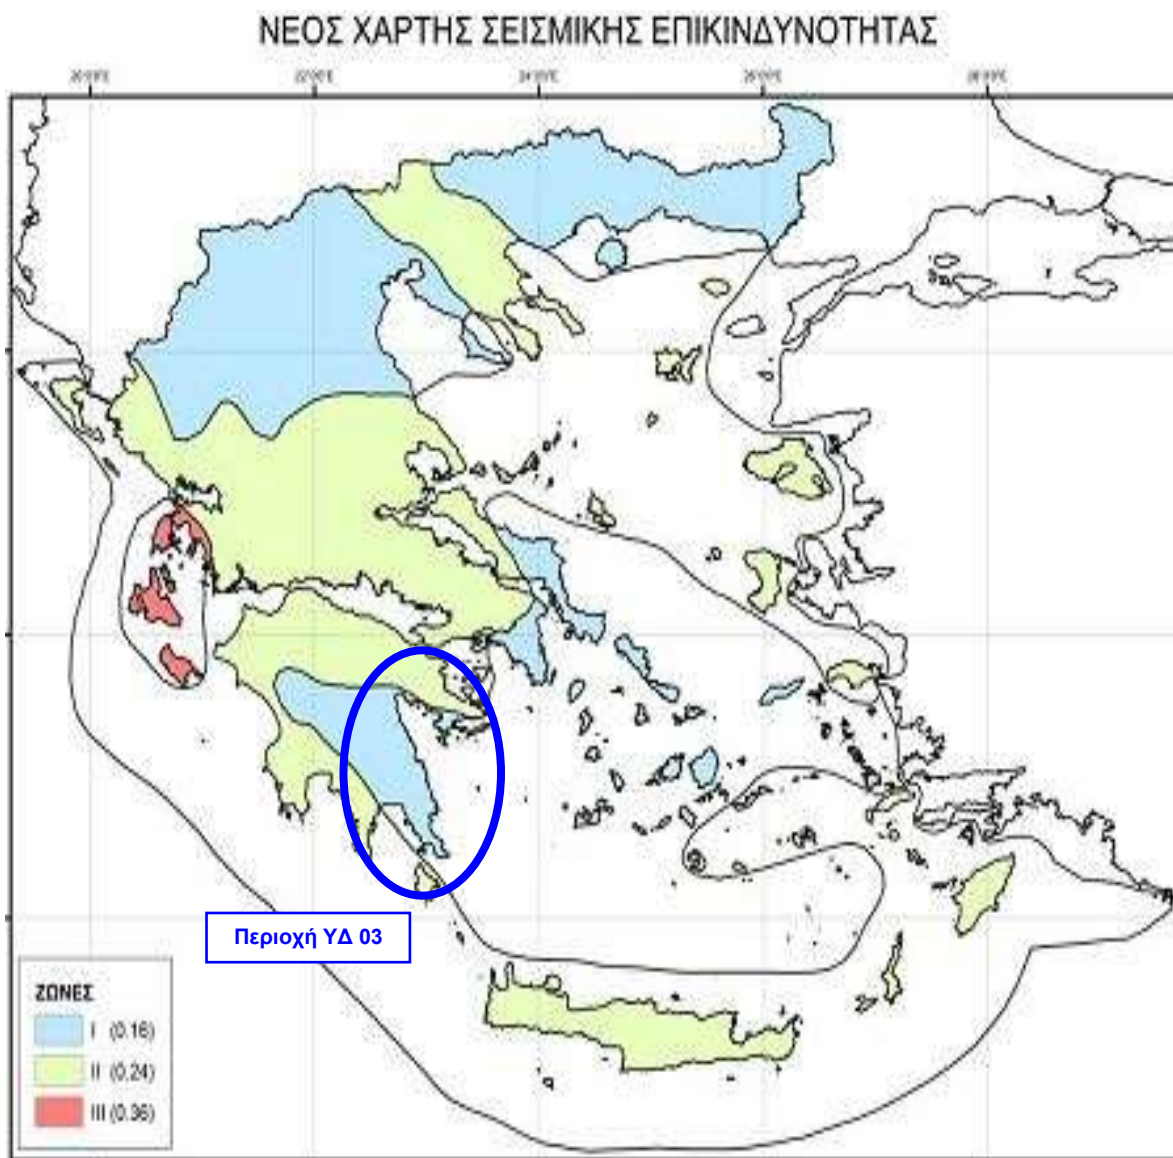 ΝΕΟΣ ΧΑΡΤΗΣ ΣΕΙΣΜΙΚΗΣ ΕΠΙΚΙΝΔΥΝΟΤΗΤΑΣ
Περιοχή ΥΔ 03
ΖΩΝΕΣ
I (0.16)
II (0.24)
III (0.36)